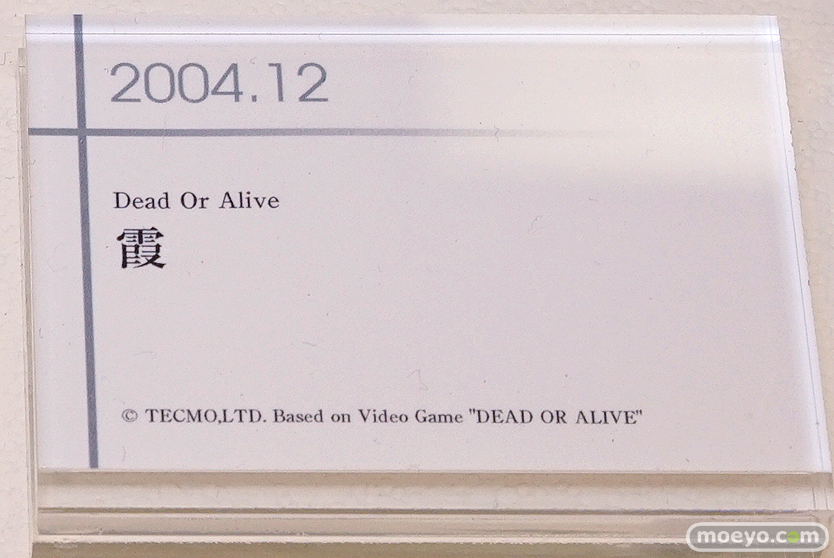 2004.12
Dead Or Alive
霞
© TECMO,LTD. Based on Video Game "DEAD OR ALIVE"
moeyo.com